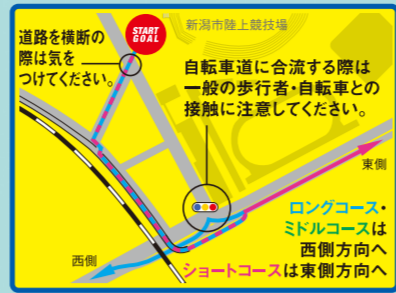 道路を横断の
際は気を
つけてください。
START
GOAL
新潟市陸上競技場
自転車道に合流する際は
一般の歩行者・自転車との
接触に注意してください。
東側
ロングコース・
ミドルコースは
西側方向へ
ショートコースは東側方向へ
西側